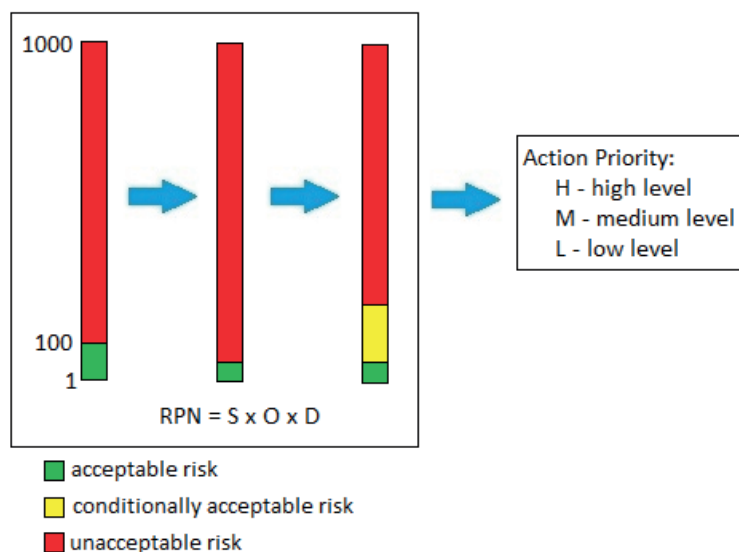 1000
100
1
RPN = S x O x D
Action Priority:
H - high level
M - medium level
L - low level
acceptable risk
conditionally acceptable risk
unacceptable risk